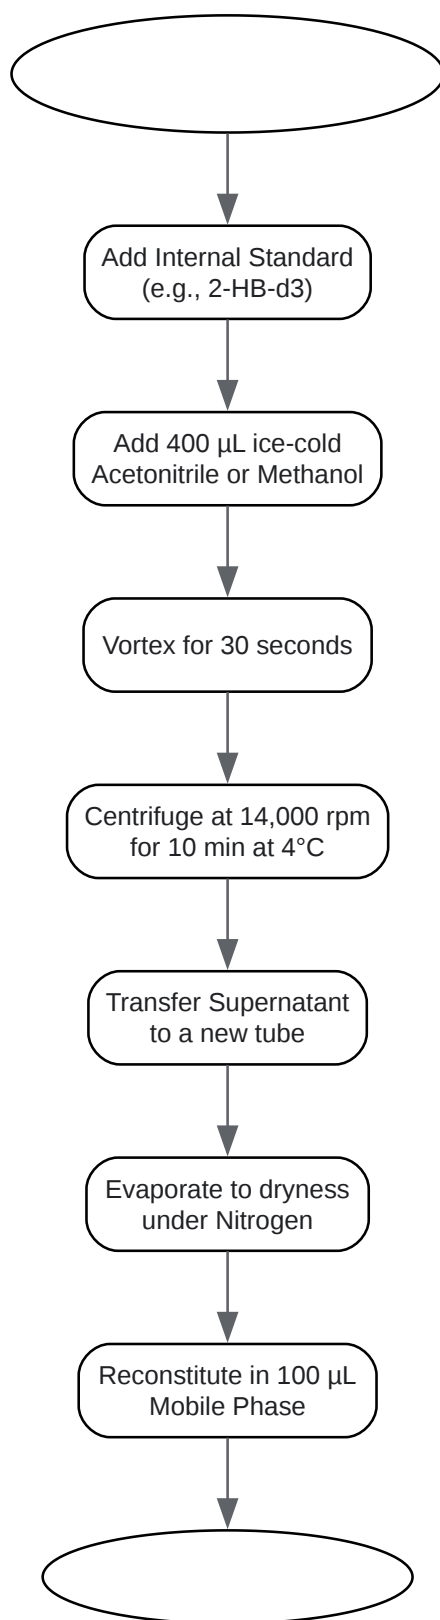 Add Internal Standard
(e.g., 2-HB-d3)
Add 400 µL ice-cold
Acetonitrile or Methanol
Vortex for 30 seconds
Centrifuge at 14,000 rpm
for 10 min at 4°C
Transfer Supernatant
to a new tube
Evaporate to dryness
under Nitrogen
Reconstitute in 100 µL
Mobile Phase